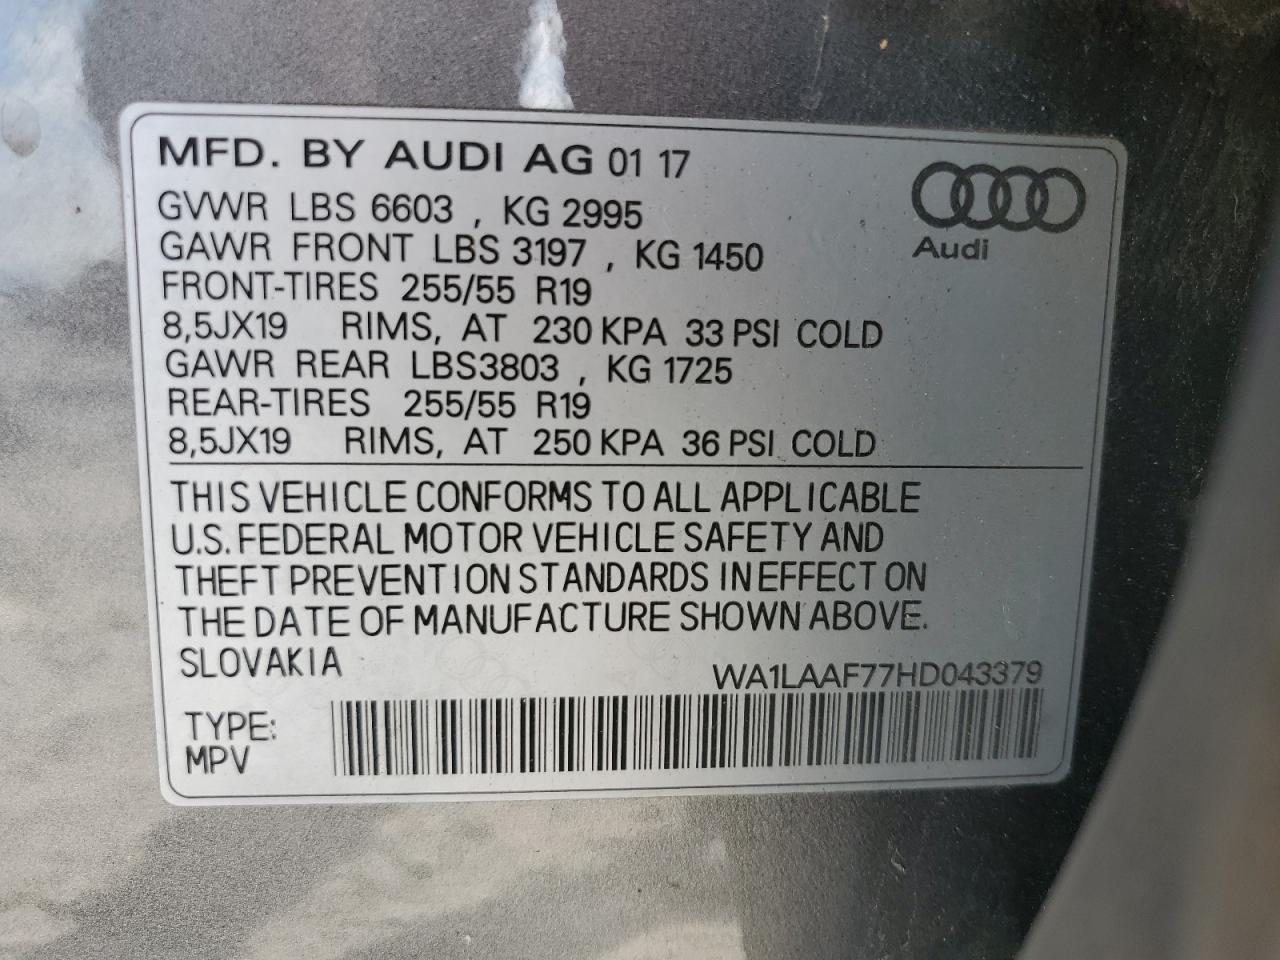 MFD. BY AUDI AG 01 17
GVWR LBS 6603 , KG 2995
GAWR FRONT LBS 3197 , KG 1450
Audi
FRONT-TIRES 255/55 R19
8,5JX19 RIMS, AT 230 KPA 33 PSI COLD
GAWR REAR LBS3803 , KG 1725
REAR-TIRES 255/55 R19
8,5JX19 RIMS, AT 250 KPA 36 PSI COLD
THIS VEHICLE CONFORMS TO ALL APPLICABLE
U.S. FEDERAL MOTOR VEHICLE SAFETY AND
THEFT PREVENTION STANDARDS IN EFFECT ON
THE DATE OF MANUFACTURE SHOWN ABOVE.
SLOVAKIA
WA1LAAF77HD043379
TYPE:
MPV